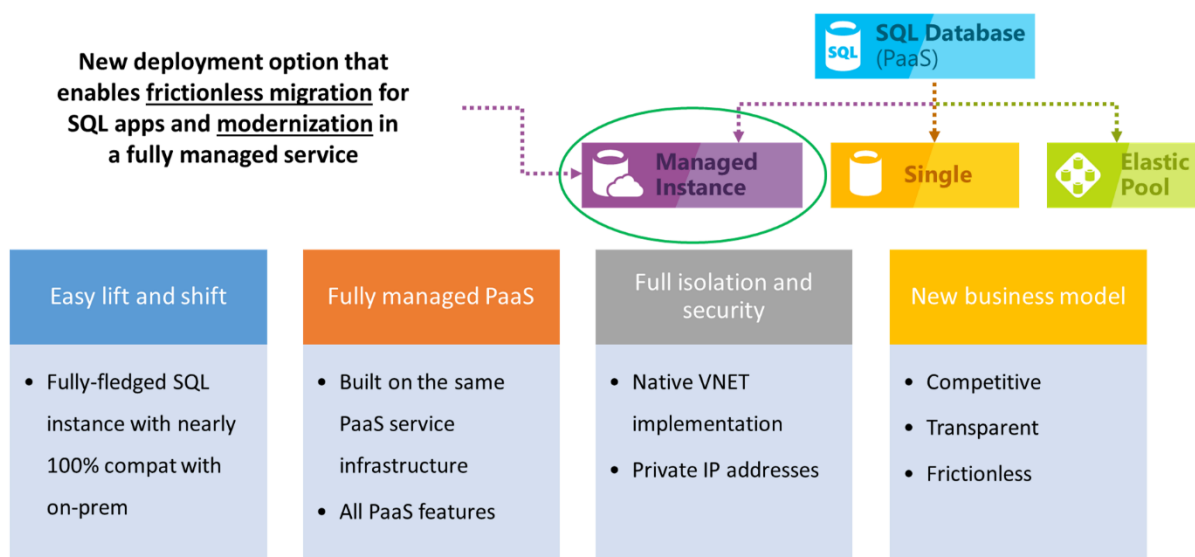 New deployment option that
enables frictionless migration for
SQL apps and modernization in
a fully managed service
SQL
SQL Database
(PaaS)
Managed
Instance
Single
Elastic
Pool
Easy lift and shift
• Fully-fledged SQL
instance with nearly
100% compat with
on-prem
Fully managed PaaS
• Built on the same
PaaS service
infrastructure
• All PaaS features
Full isolation and
security
• Native VNET
implementation
• Private IP addresses
New business model
• Competitive
• Transparent
• Frictionless